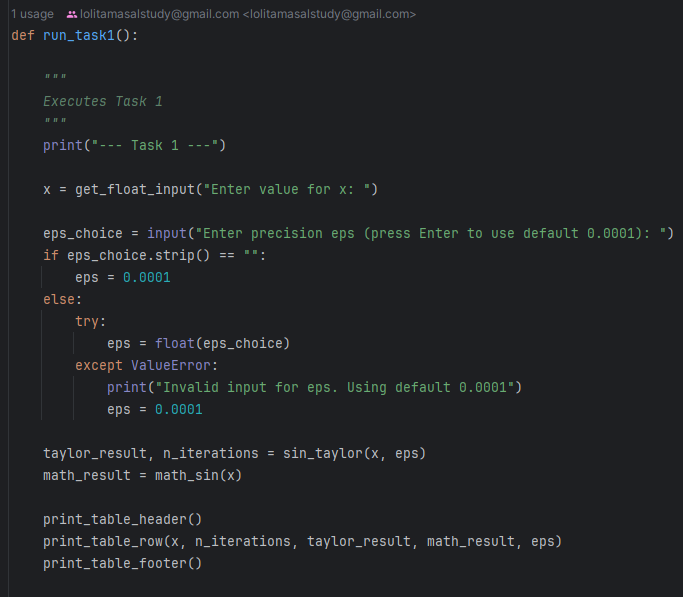 1 usage lolitamasalstudy@gmail.com <lolitamasalstudy@gmail.com>
def run_task1():
"""
Executes Task 1
"""
print("--- Task 1 ---")
x = get_float_input("Enter value for x: ")
eps_choice = input("Enter precision eps (press Enter to use default 0.0001): ")
if eps_choice.strip() == "":
eps = 0.0001
else:
try:
eps = float(eps_choice)
except ValueError:
print("Invalid input for eps. Using default 0.0001")
eps = 0.0001
taylor_result, n_iterations = sin_taylor(x, eps)
math_result = math_sin(x)
print_table_header()
print_table_row(x, n_iterations, taylor_result, math_result, eps)
print_table_footer()